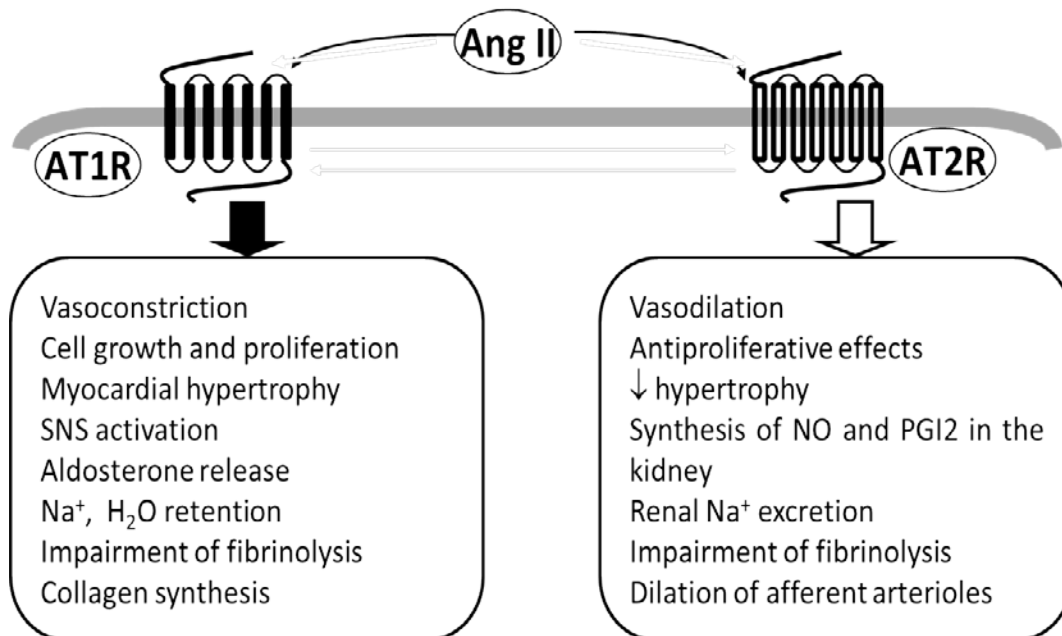 Ang II
AT1R
AT2R
Vasoconstriction
Cell growth and proliferation
Myocardial hypertrophy
SNS activation
Aldosterone release
Na⁺, H₂O retention
Impairment of fibrinolysis
Collagen synthesis
Vasodilation
Antiproliferative effects
↓ hypertrophy
Synthesis of NO and PGI2 in the
kidney
Renal Na⁺ excretion
Impairment of fibrinolysis
Dilation of afferent arterioles